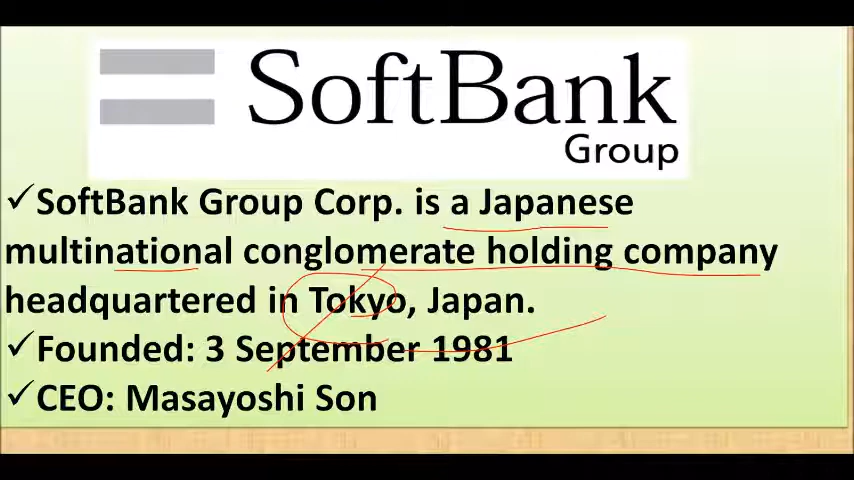 SoftBank
Group
✓SoftBank Group Corp. is a Japanese
multinational conglomerate holding company
headquartered in Tokyo, Japan.
✓Founded: 3 September 1981
✓CEO: Masayoshi Son